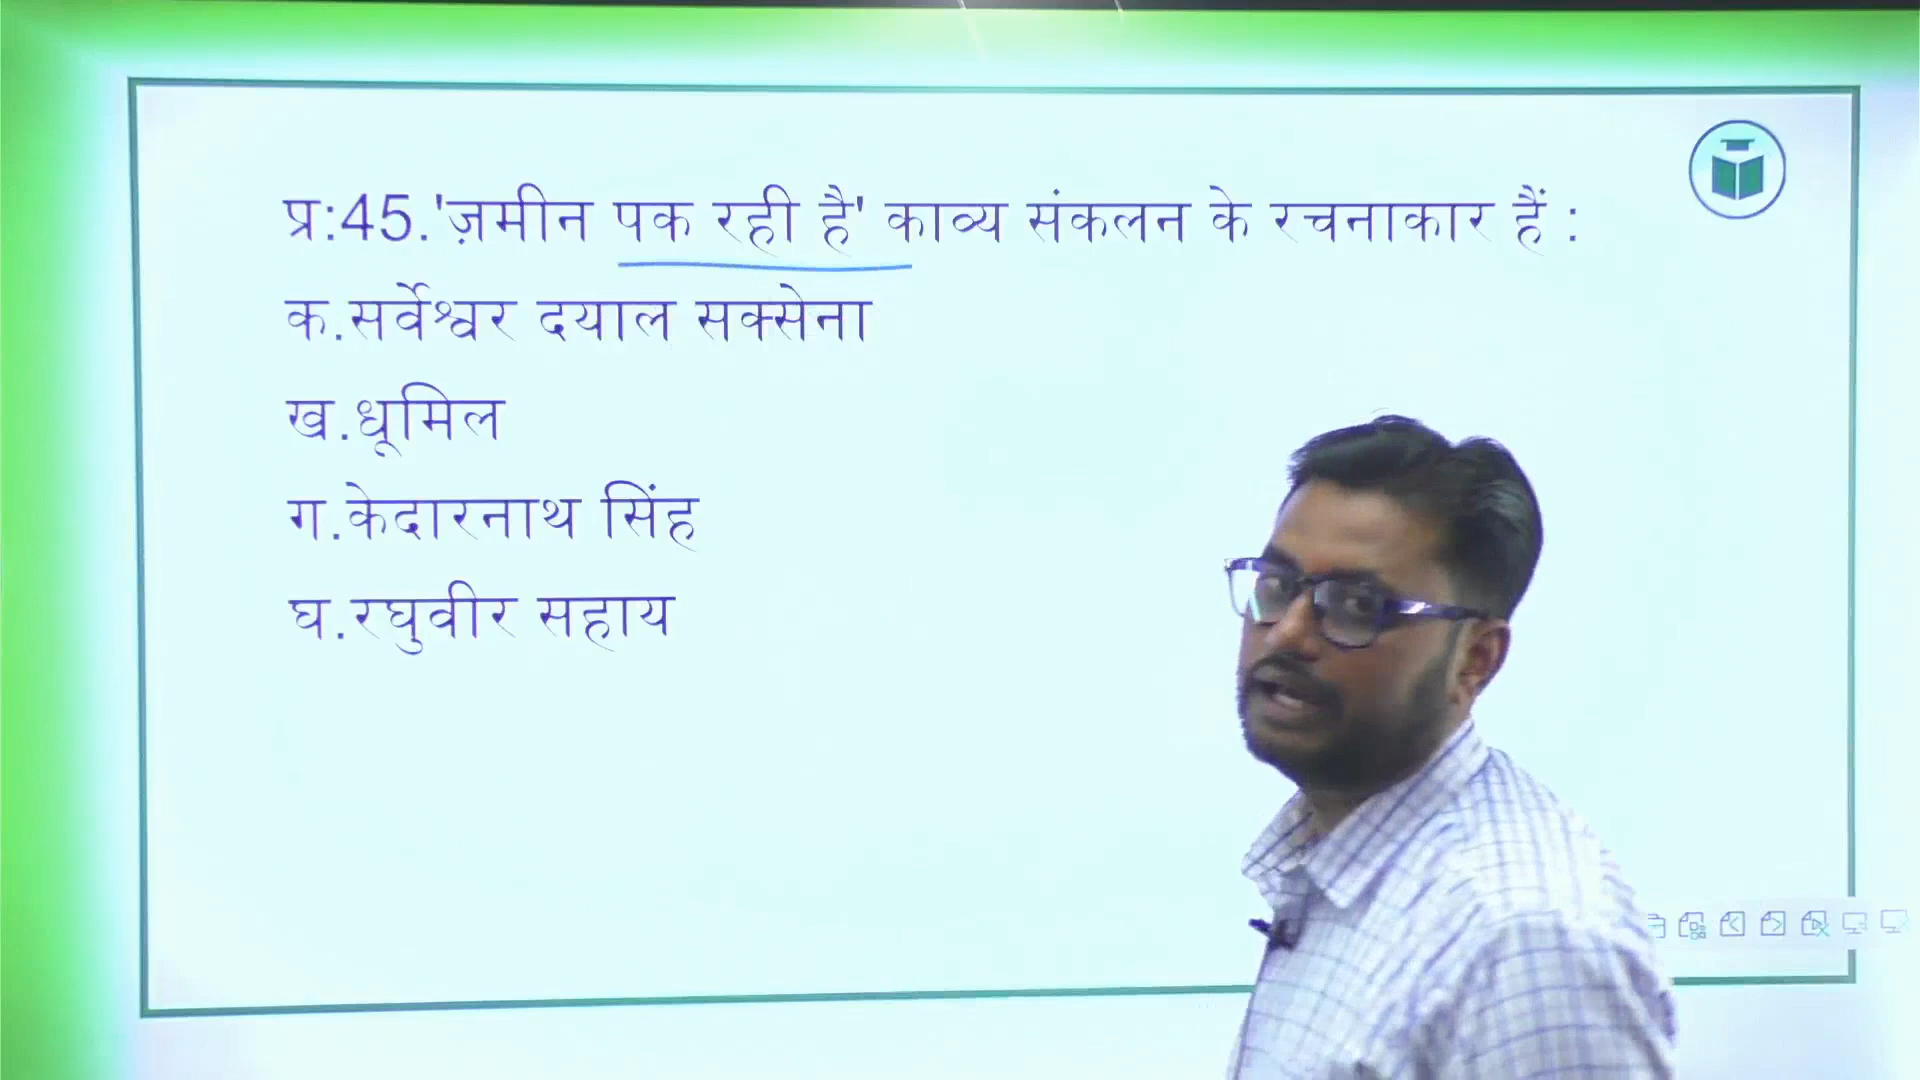 प्र:45.'ज़मीन पक रही है' काव्य संकलन के रचनाकार हैं :
क.सर्वेश्वर दयाल सक्सेना
ख.धूमिल
ग.केदारनाथ सिंह
घ.रघुवीर सहाय